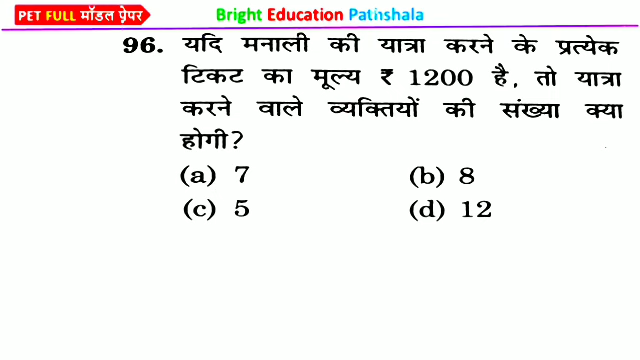 PET FULL मॉडल प्रेपर
Bright Education Patnshala
96. यदि मनाली की यात्रा करने के प्रत्येक
टिकट का मूल्य ₹ 1200 है, तो यात्रा
करने वाले व्यक्तियों की संख्या क्या
होगी?
(a) 7 (b) 8
(c) 5 (d) 12